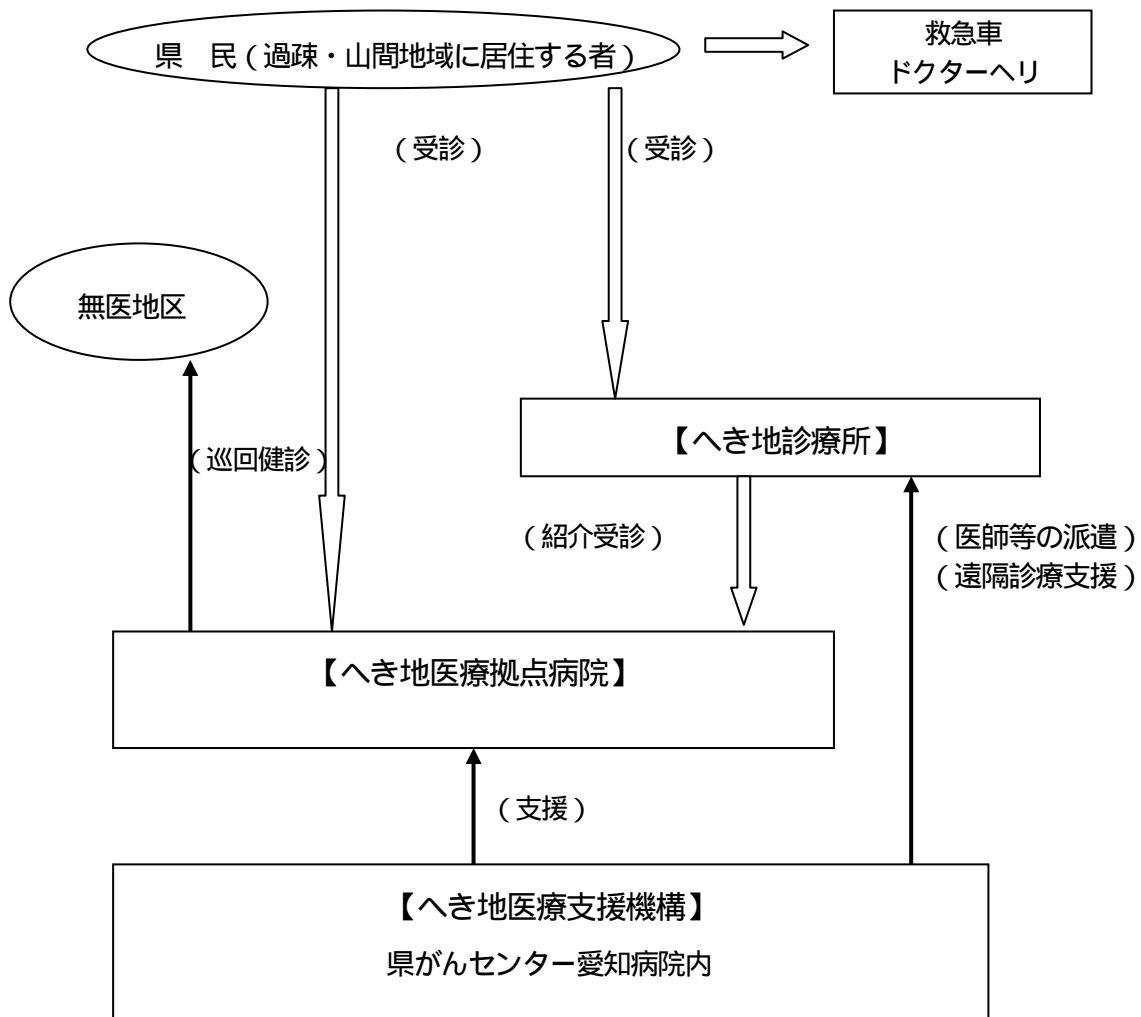 県　民（過疎・山間地域に居住する者）
救急車
ドクターヘリ
（受診）
（受診）
無医地区
（巡回健診）
【へき地診療所】
（紹介受診）
（医師等の派遣）
（遠隔診療支援）
【へき地医療拠点病院】
（支援）
【へき地医療支援機構】
県がんセンター愛知病院内